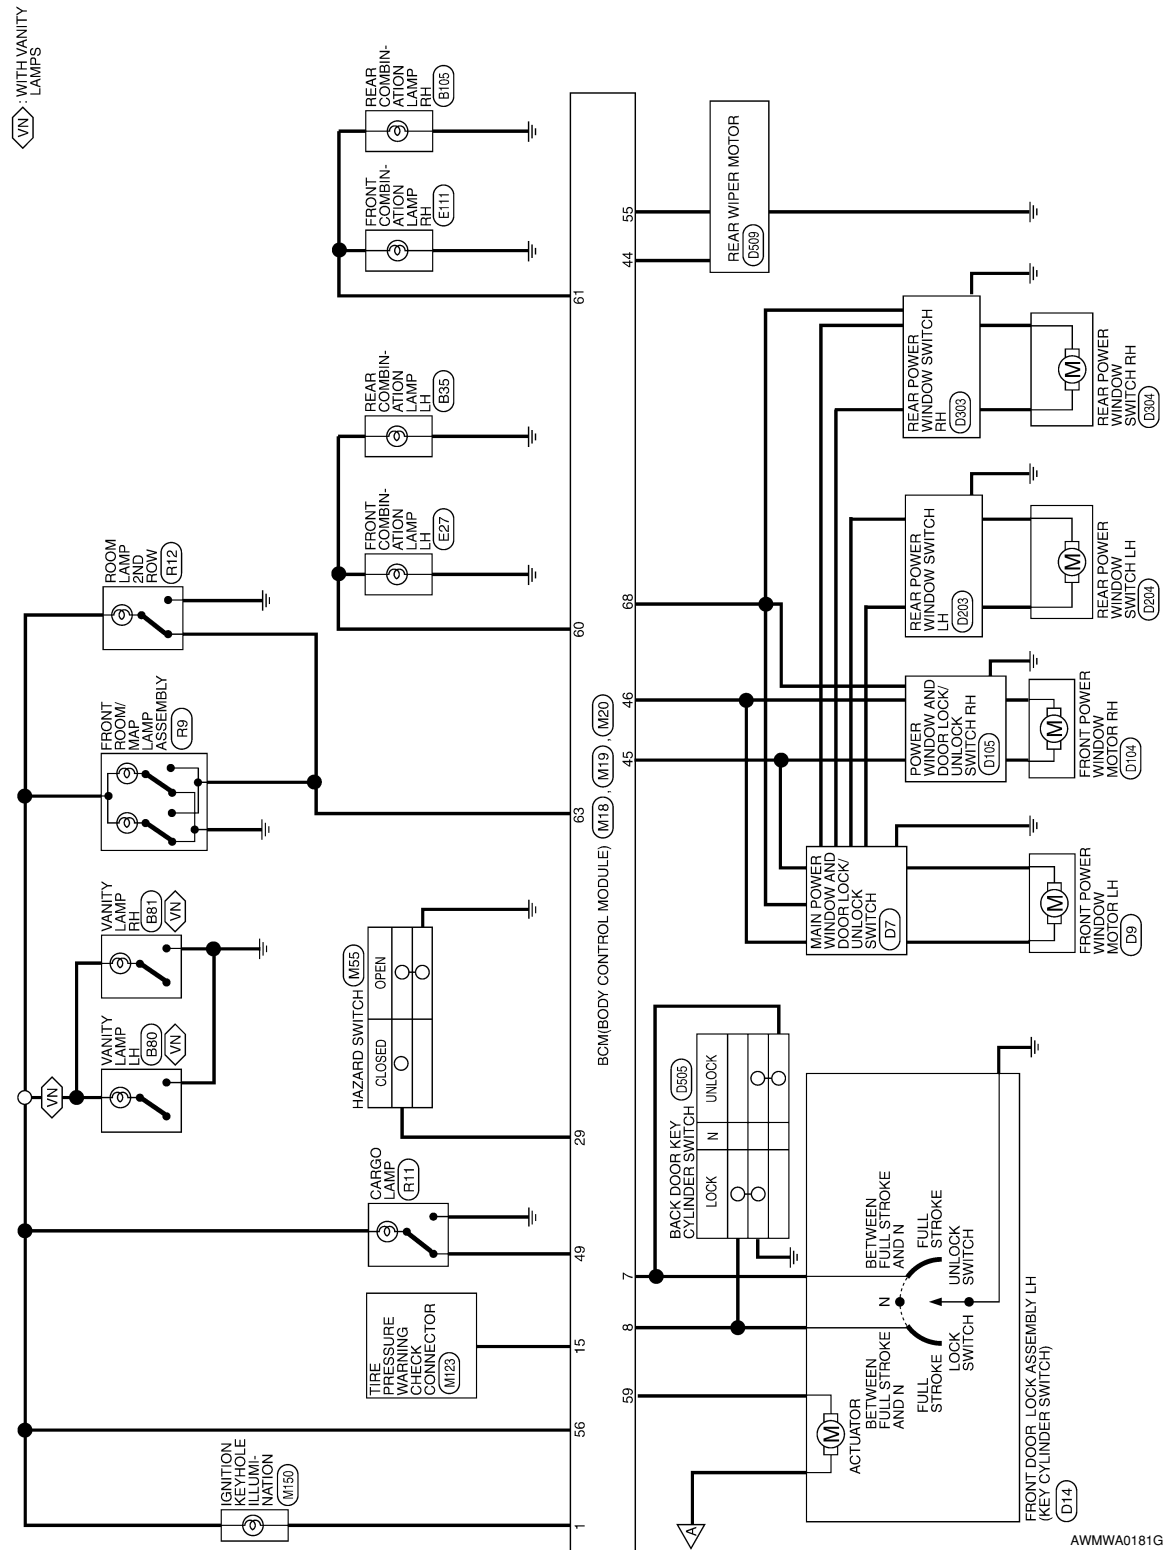 VN : WITH VANITY
LAMPS
IGNITION
KEYHOLE
ILLUMI-
NATION
M150
TIRE
PRESSURE
WARNING
CHECK
CONNECTOR
M123
CARGO
LAMP
R11
VN
VANITY
LAMP
LH
B80
VN
VANITY
LAMP
RH
B81
VN
HAZARD SWITCH M55
CLOSED
OPEN
FRONT
ROOM/
MAP
LAMP
ASSEMBLY
R9
ROOM
LAMP
2ND
ROW
R12
FRONT
COMBIN-
ATION
LAMP
LH
E27
REAR
COMBIN-
ATION
LAMP
LH
B35
FRONT
COMBIN-
ATION
LAMP
RH
E111
REAR
COMBIN-
ATION
LAMP
RH
B105
1
56
15
49
29
63
60
61
BCM(BODY CONTROL MODULE) M18 , M19 , M20
59
8
7
45
46
68
44
55
A
M
ACTUATOR
BETWEEN
FULL STROKE
AND N
FULL
STROKE
LOCK
SWITCH
N
BETWEEN
FULL STROKE
AND N
FULL
STROKE
UNLOCK
SWITCH
FRONT DOOR LOCK ASSEMBLY LH
(KEY CYLINDER SWITCH)
D14
BACK DOOR KEY
CYLINDER SWITCH D505
LOCK
N
UNLOCK
MAIN POWER
WINDOW AND
DOOR LOCK/
UNLOCK
SWITCH
D7
M
FRONT POWER
WINDOW
MOTOR LH
D9
POWER
WINDOW AND
DOOR LOCK/
UNLOCK
SWITCH RH
D105
M
FRONT POWER
WINDOW
MOTOR RH
D104
REAR POWER
WINDOW SWITCH
LH
D203
M
REAR POWER
WINDOW
SWITCH LH
D204
REAR POWER
WINDOW SWITCH
RH
D303
M
REAR POWER
WINDOW
SWITCH RH
D304
REAR WIPER MOTOR
D509
AWMWA0181G